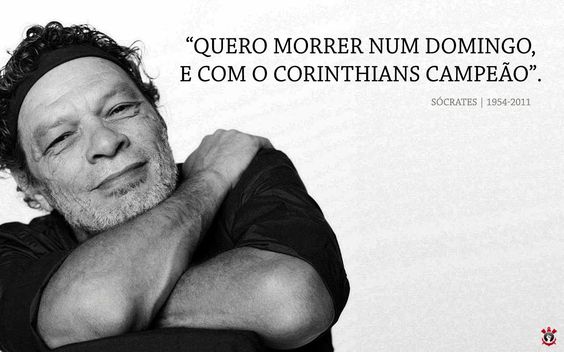 “QUERO MORRER NUM DOMINGO,
E COM O CORINTHIANS CAMPEÃO”.
SÓCRATES | 1954-2011